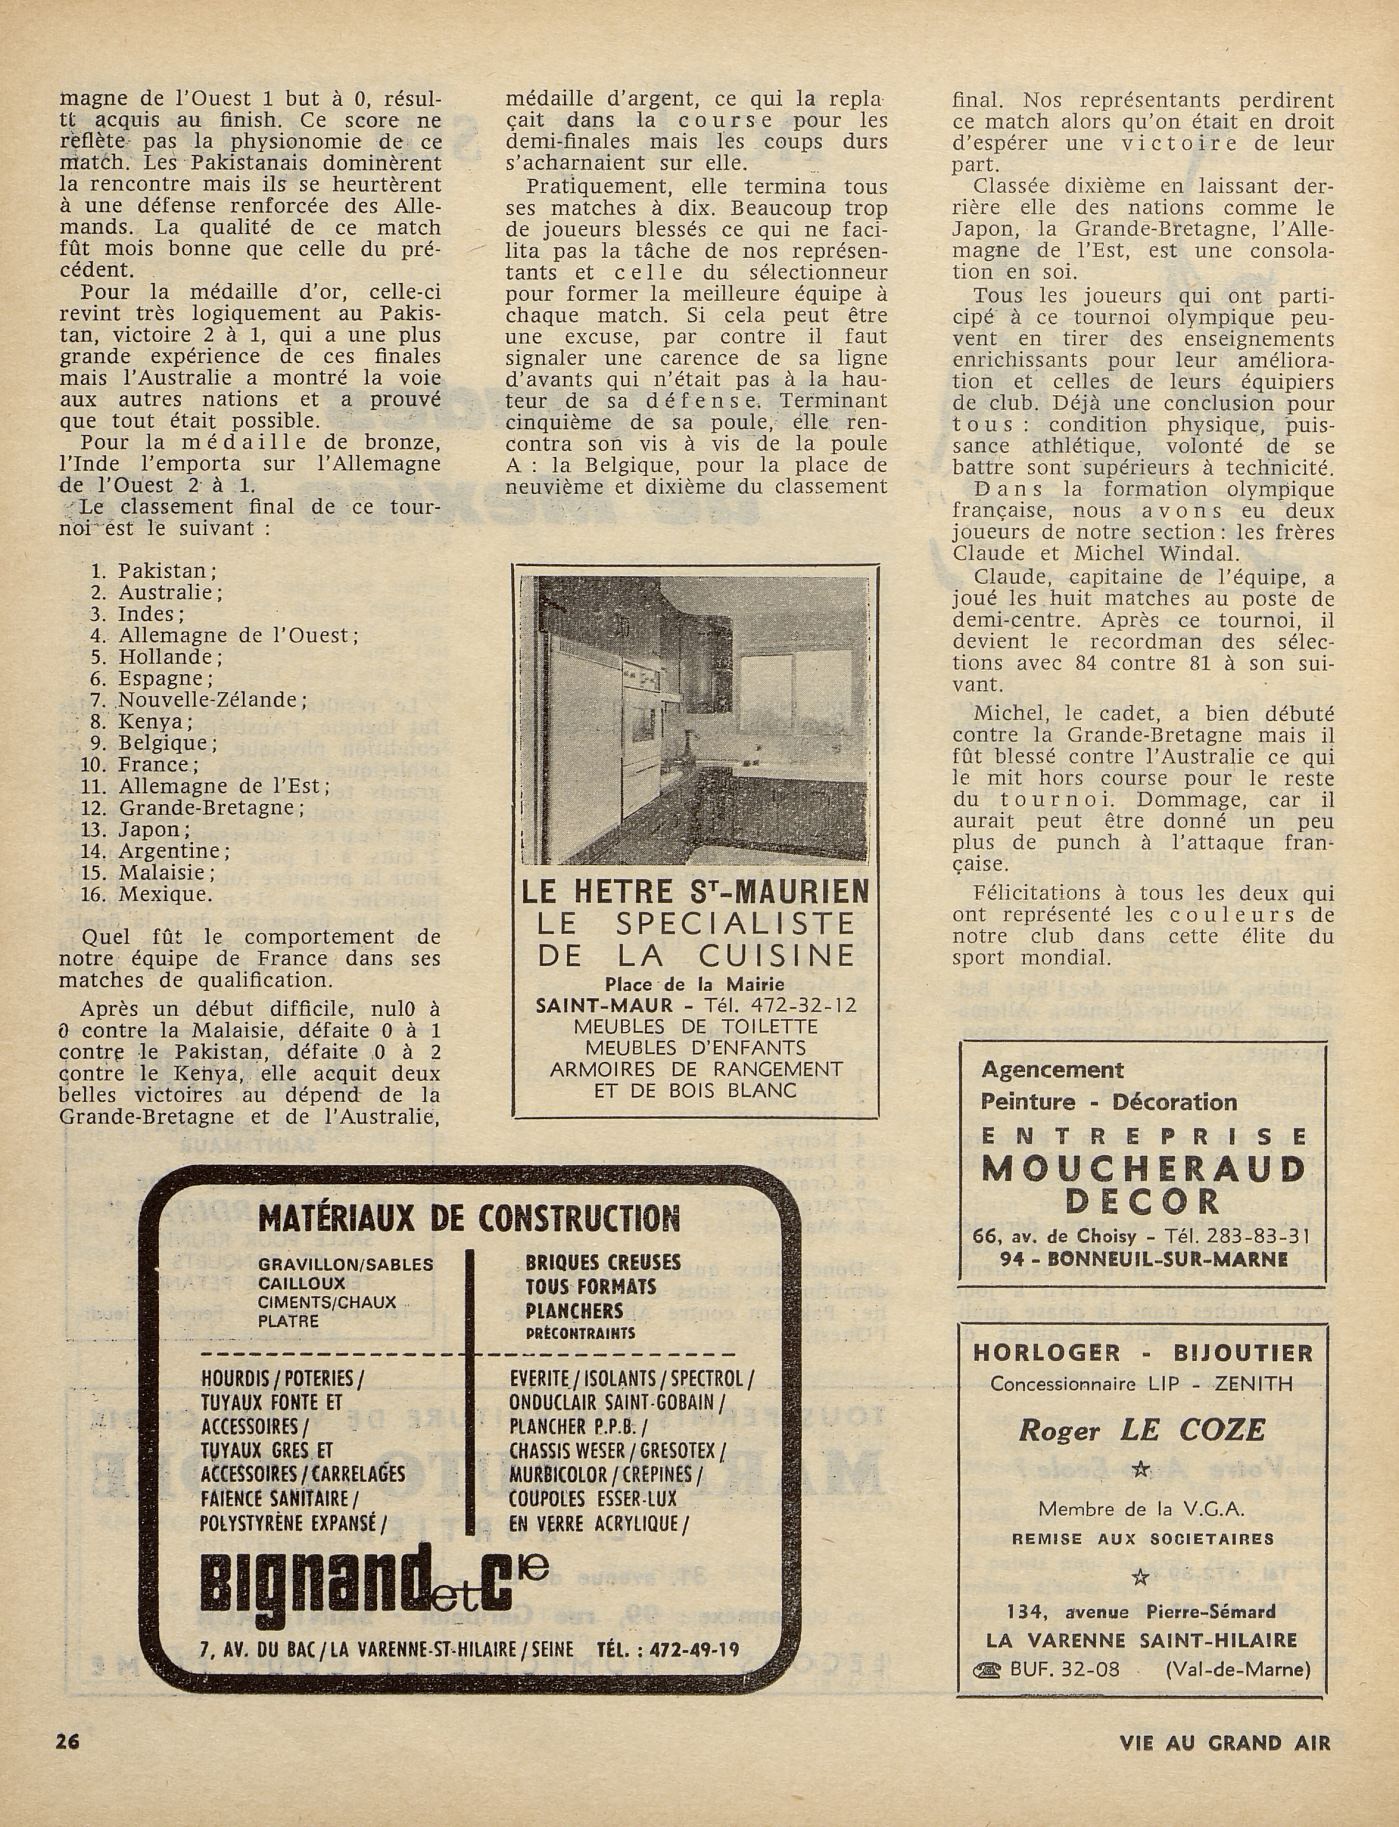 magne de l'Ouest 1 but à 0, résul-
tt acquis au finish. Ce score ne
reflète pas la physionomie de ce
match. Les Pakistanais dominèrent
la rencontre mais ils se heurtèrent
à une défense renforcée des Alle-
mands. La qualité de ce match
fût mois bonne que celle du pré-
cédent.
Pour la médaille d'or, celle-ci
revint très logiquement au Pakis-
tan, victoire 2 à 1, qui a une plus
grande expérience de ces finales
mais l'Australie a montré la voie
aux autres nations et a prouvé
que tout était possible.
Pour la médaille de bronze,
l'Inde l'emporta sur l'Allemagne
de l'Ouest 2 à 1.
Le classement final de ce tour-
noi est le suivant :
1. Pakistan ;
2. Australie ;
3. Indes ;
4. Allemagne de l'Ouest ;
5. Hollande ;
6. Espagne ;
7. Nouvelle-Zélande ;
8. Kenya ;
9. Belgique ;
10. France ;
11. Allemagne de l'Est ;
12. Grande-Bretagne ;
13. Japon ;
14. Argentine ;
15. Malaisie ;
16. Mexique.
Quel fût le comportement de
notre équipe de France dans ses
matches de qualification.
Après un début difficile, nul0 à
0 contre la Malaisie, défaite 0 à 1
contre le Pakistan, défaite 0 à 2
contre le Kenya, elle acquit deux
belles victoires au dépend de la
Grande-Bretagne et de l'Australie,
médaille d'argent, ce qui la repla
çait dans la course pour les
demi-finales mais les coups durs
s'acharnaient sur elle.
Pratiquement, elle termina tous
ses matches à dix. Beaucoup trop
de joueurs blessés ce qui ne faci-
lita pas la tâche de nos représen-
tants et celle du sélectionneur
pour former la meilleure équipe à
chaque match. Si cela peut être
une excuse, par contre il faut
signaler une carence de sa ligne
d'avants qui n'était pas à la hau-
teur de sa défense. Terminant
cinquième de sa poule, elle ren-
contra son vis à vis de la poule
A : la Belgique, pour la place de
neuvième et dixième du classement
LE HETRE ST-MAURIEN
LE SPECIALISTE
DE LA CUISINE
Place de la Mairie
SAINT-MAUR - Tél. 472-32-12
MEUBLES DE TOILETTE
MEUBLES D'ENFANTS
ARMOIRES DE RANGEMENT
ET DE BOIS BLANC
final. Nos représentants perdirent
ce match alors qu'on était en droit
d'espérer une victoire de leur
part.
Classée dixième en laissant der-
rière elle des nations comme le
Japon, la Grande-Bretagne, l'Alle-
magne de l'Est, est une consola-
tion en soi.
Tous les joueurs qui ont parti-
cipé à ce tournoi olympique peu-
vent en tirer des enseignements
enrichissants pour leur améliora-
tion et celles de leurs équipiers
de club. Déjà une conclusion pour
tous : condition physique, puis-
sance athlétique, volonté de se
battre sont supérieurs à technicité.
Dans la formation olympique
française, nous avons eu deux
joueurs de notre section : les frères
Claude et Michel Windal.
Claude, capitaine de l'équipe, a
joué les huit matches au poste de
demi-centre. Après ce tournoi, il
devient le recordman des sélec-
tions avec 84 contre 81 à son sui-
vant.
Michel, le cadet, a bien débuté
contre la Grande-Bretagne mais il
fût blessé contre l'Australie ce qui
le mit hors course pour le reste
du tournoi. Dommage, car il
aurait peut être donné un peu
plus de punch à l'attaque fran-
çaise.
Félicitations à tous les deux qui
ont représenté les couleurs de
notre club dans cette élite du
sport mondial.
Agencement
Peinture - Décoration
ENTREPRISE
MOUCHERAUD
DECOR
66, av. de Choisy - Tél. 283-83-31
94 - BONNEUIL-SUR-MARNE
MATÉRIAUX DE CONSTRUCTION
GRAVILLON/SABLES
CAILLOUX
CIMENTS/CHAUX
PLATRE
BRIQUES CREUSES
TOUS FORMATS
PLANCHERS
PRÉCONTRAINTS
HOURDIS / POTERIES /
TUYAUX FONTE ET
ACCESSOIRES /
TUYAUX GRES ET
ACCESSOIRES / CARRELAGES
FAIENCE SANITAIRE /
POLYSTYRÈNE EXPANSÉ /
EVERITE / ISOLANTS / SPECTROL /
ONDUCLAIR SAINT-GOBAIN /
PLANCHER P.P.B. /
CHASSIS WESER / GRESOTEX /
MURBICOLOR / CREPINES /
COUPOLES ESSER-LUX
EN VERRE ACRYLIQUE /
Bignand et Cie
7, AV. DU BAC / LA VARENNE-ST-HILAIRE / SEINE TÉL. : 472-49-19
HORLOGER - BIJOUTIER
Concessionnaire LIP - ZENITH
Roger LE COZE
☆
Membre de la V.G.A.
REMISE AUX SOCIETAIRES
☆
134, avenue Pierre-Sémard
LA VARENNE SAINT-HILAIRE
☎ BUF. 32-08 (Val-de-Marne)
26
VIE AU GRAND AIR